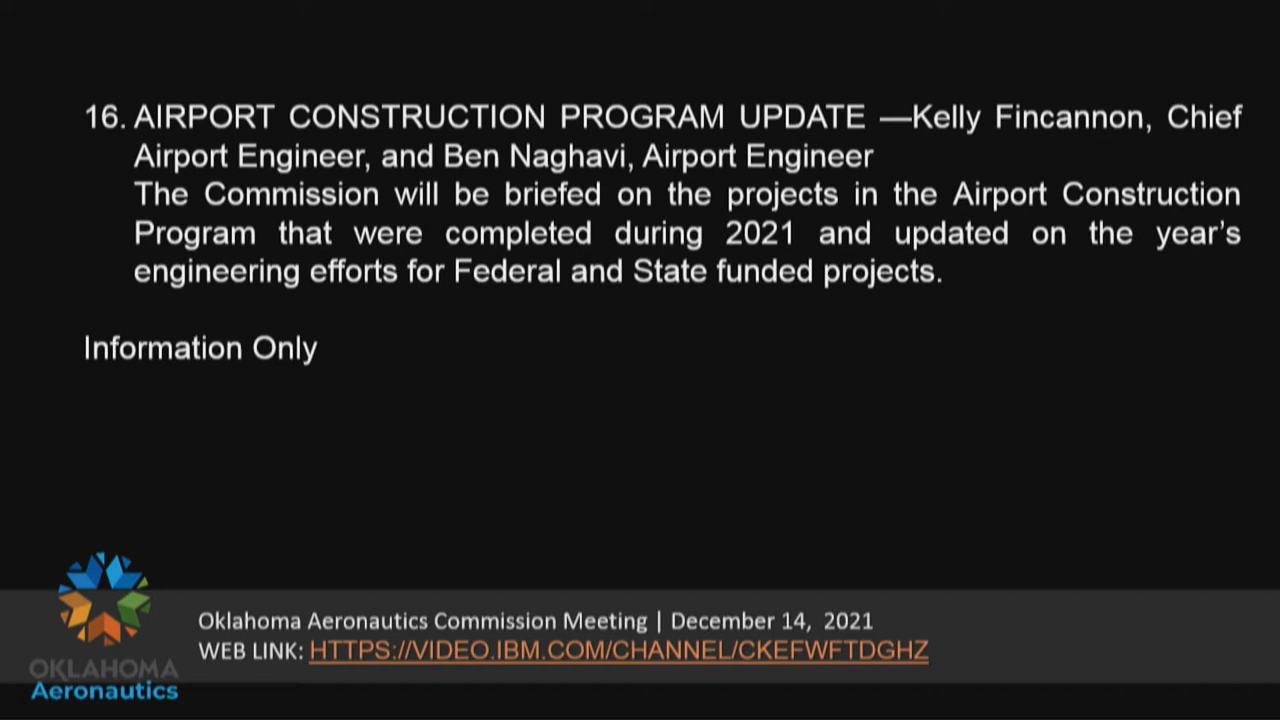 16. AIRPORT CONSTRUCTION PROGRAM UPDATE —Kelly Fincannon, Chief
Airport Engineer, and Ben Naghavi, Airport Engineer
The Commission will be briefed on the projects in the Airport Construction
Program that were completed during 2021 and updated on the year's
engineering efforts for Federal and State funded projects.
Information Only
Oklahoma Aeronautics Commission Meeting | December 14, 2021
WEB LINK: HTTPS://VIDEO.IBM.COM/CHANNEL/CKEFWFTDGHZ
OKLAHOMA
Aeronautics